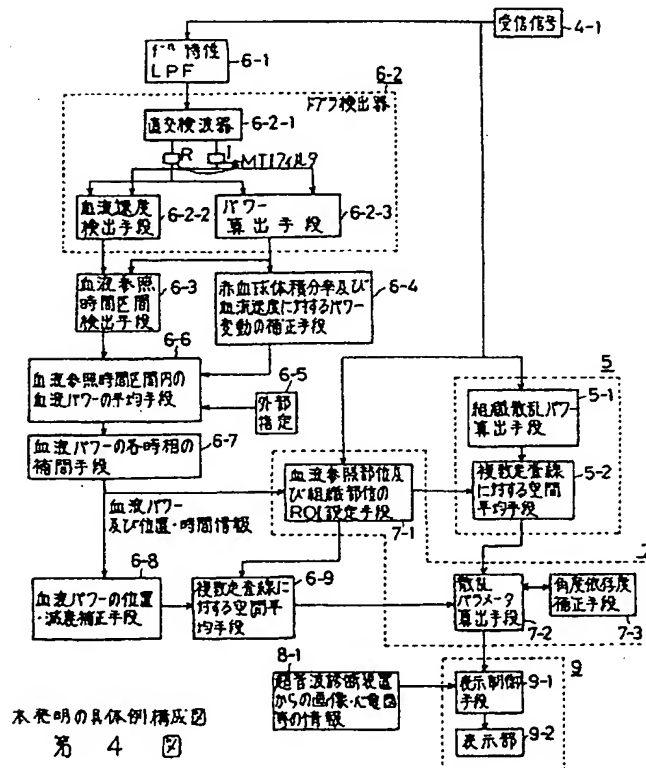 受信信号
4-1
f⁻ⁿ 特性
LPF
6-1
6-2
ドプラ検出器
直交検波器
6-2-1
R
I
MTIフィルタ
血流速度
検出手段
6-2-2
パワー
算出手段
6-2-3
血液参照
時間区間
検出手段
6-3
赤血球体積分率及び
血流速度に対するパワー
変動の補正手段
6-4
6-6
血液参照時間区間内の
血液パワーの平均手段
6-5
外部
指定
5
組織散乱パワー
算出手段
5-1
血液パワーの各時相の
補間手段
6-7
血液参照部位及
び組織部位の
ROI設定手段
7-1
複数走査線
に対する空間
平均手段
5-2
血液パワー
及び位置・時間情報
7
6-8
血液パワーの位置
・減衰補正手段
6-9
複数走査線に
対する空間平
均手段
散乱
パラメータ
算出手段
7-2
角度依存度
補正手段
7-3
8-1
超音波診断装置
からの画像・心電図
等の情報
9
表示制御
手段
9-1
表示部
9-2
本発明の具体例構成図
第 4 図